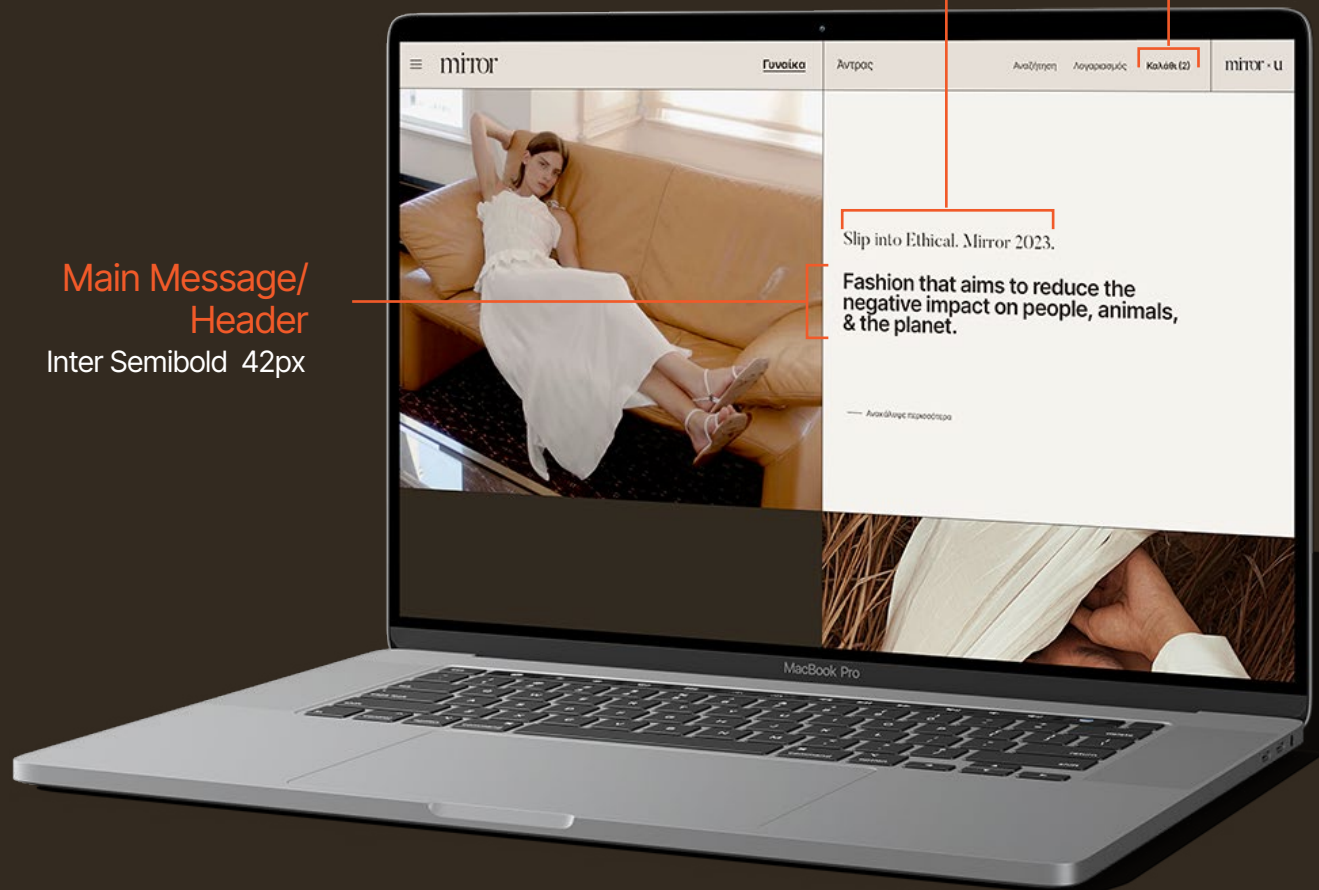 mirror
Γυναίκα
Άντρας
Αναζήτηση
Λογαριασμός
Καλάθι (2)
mirror × u
Slip into Ethical. Mirror 2023.
Main Message/
Header
Inter Semibold 42px
Fashion that aims to reduce the
negative impact on people, animals,
& the planet.
Ανακάλυψε περισσότερα
MacBook Pro